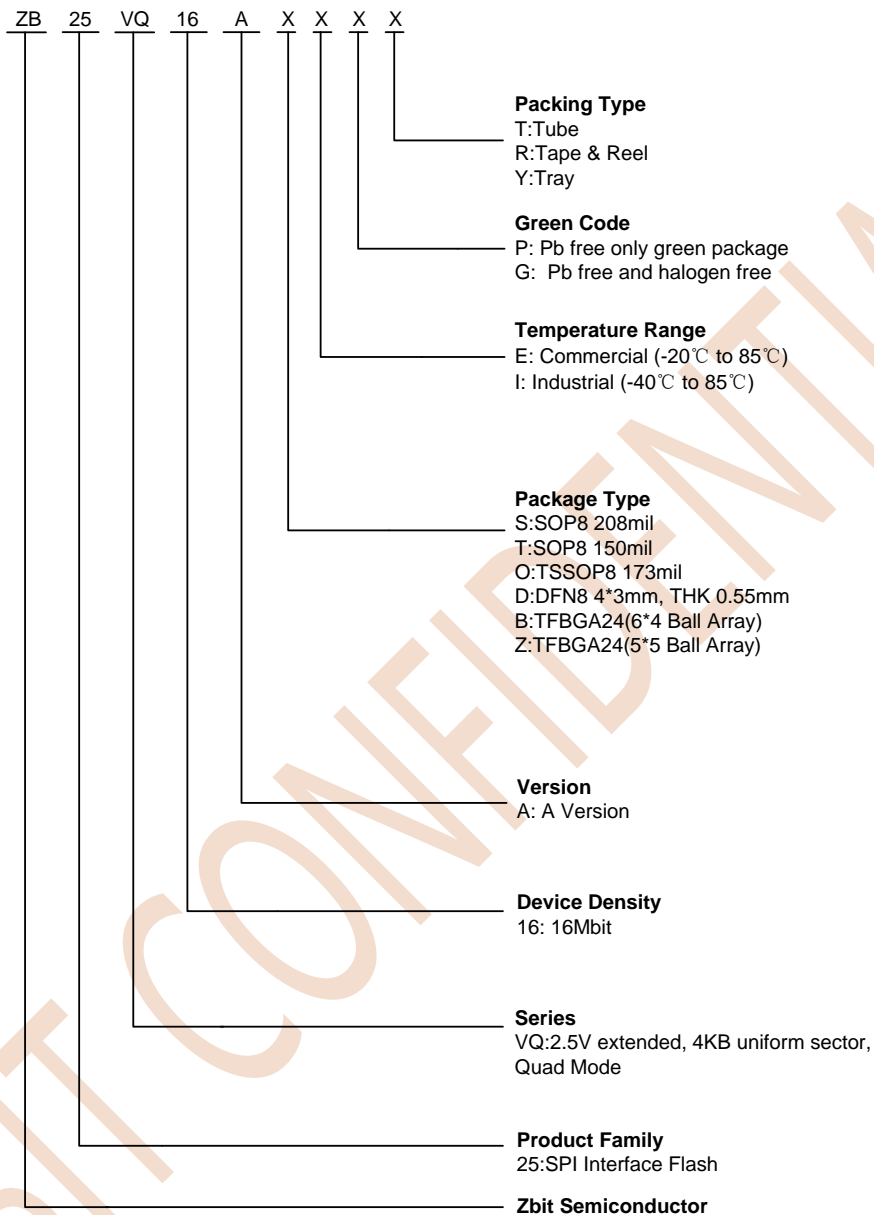 ZB 25 VQ 16 A X X X X
Packing Type
T:Tube
R:Tape & Reel
Y:Tray
Green Code
P: Pb free only green package
G: Pb free and halogen free
Temperature Range
E: Commercial (-20℃ to 85℃)
I: Industrial (-40℃ to 85℃)
Package Type
S:SOP8 208mil
T:SOP8 150mil
O:TSSOP8 173mil
D:DFN8 4*3mm, THK 0.55mm
B:TFBGA24(6*4 Ball Array)
Z:TFBGA24(5*5 Ball Array)
Version
A: A Version
Device Density
16: 16Mbit
Series
VQ:2.5V extended, 4KB uniform sector,
Quad Mode
Product Family
25:SPI Interface Flash
Zbit Semiconductor
BIT CONFIDENTIA